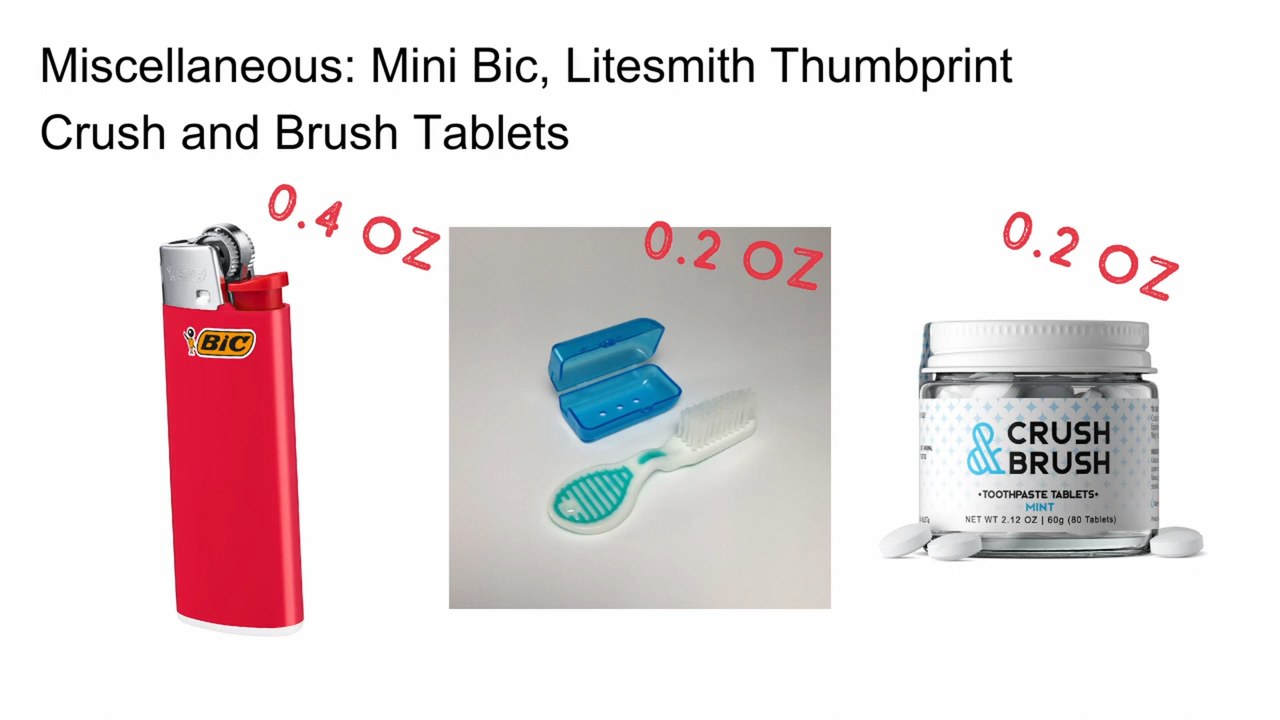 Miscellaneous: Mini Bic, Litesmith Thumbprint
Crush and Brush Tablets
0.4 OZ
0.2 OZ
0.2 OZ
BiC
& CRUSH
BRUSH
•TOOTHPASTE TABLETS•
MINT
NET WT 2.12 OZ | 60g (80 Tablets)